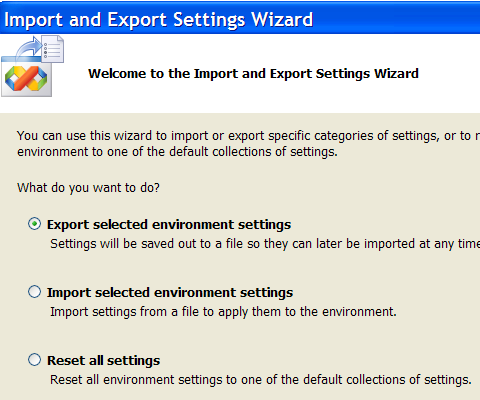 Import and Export Settings Wizard
Welcome to the Import and Export Settings Wizard
You can use this wizard to import or export specific categories of settings, or to
environment to one of the default collections of settings.
What do you want to do?
Export selected environment settings
Settings will be saved out to a file so they can later be imported at any time
Import selected environment settings
Import settings from a file to apply them to the environment.
Reset all settings
Reset all environment settings to one of the default collections of settings.